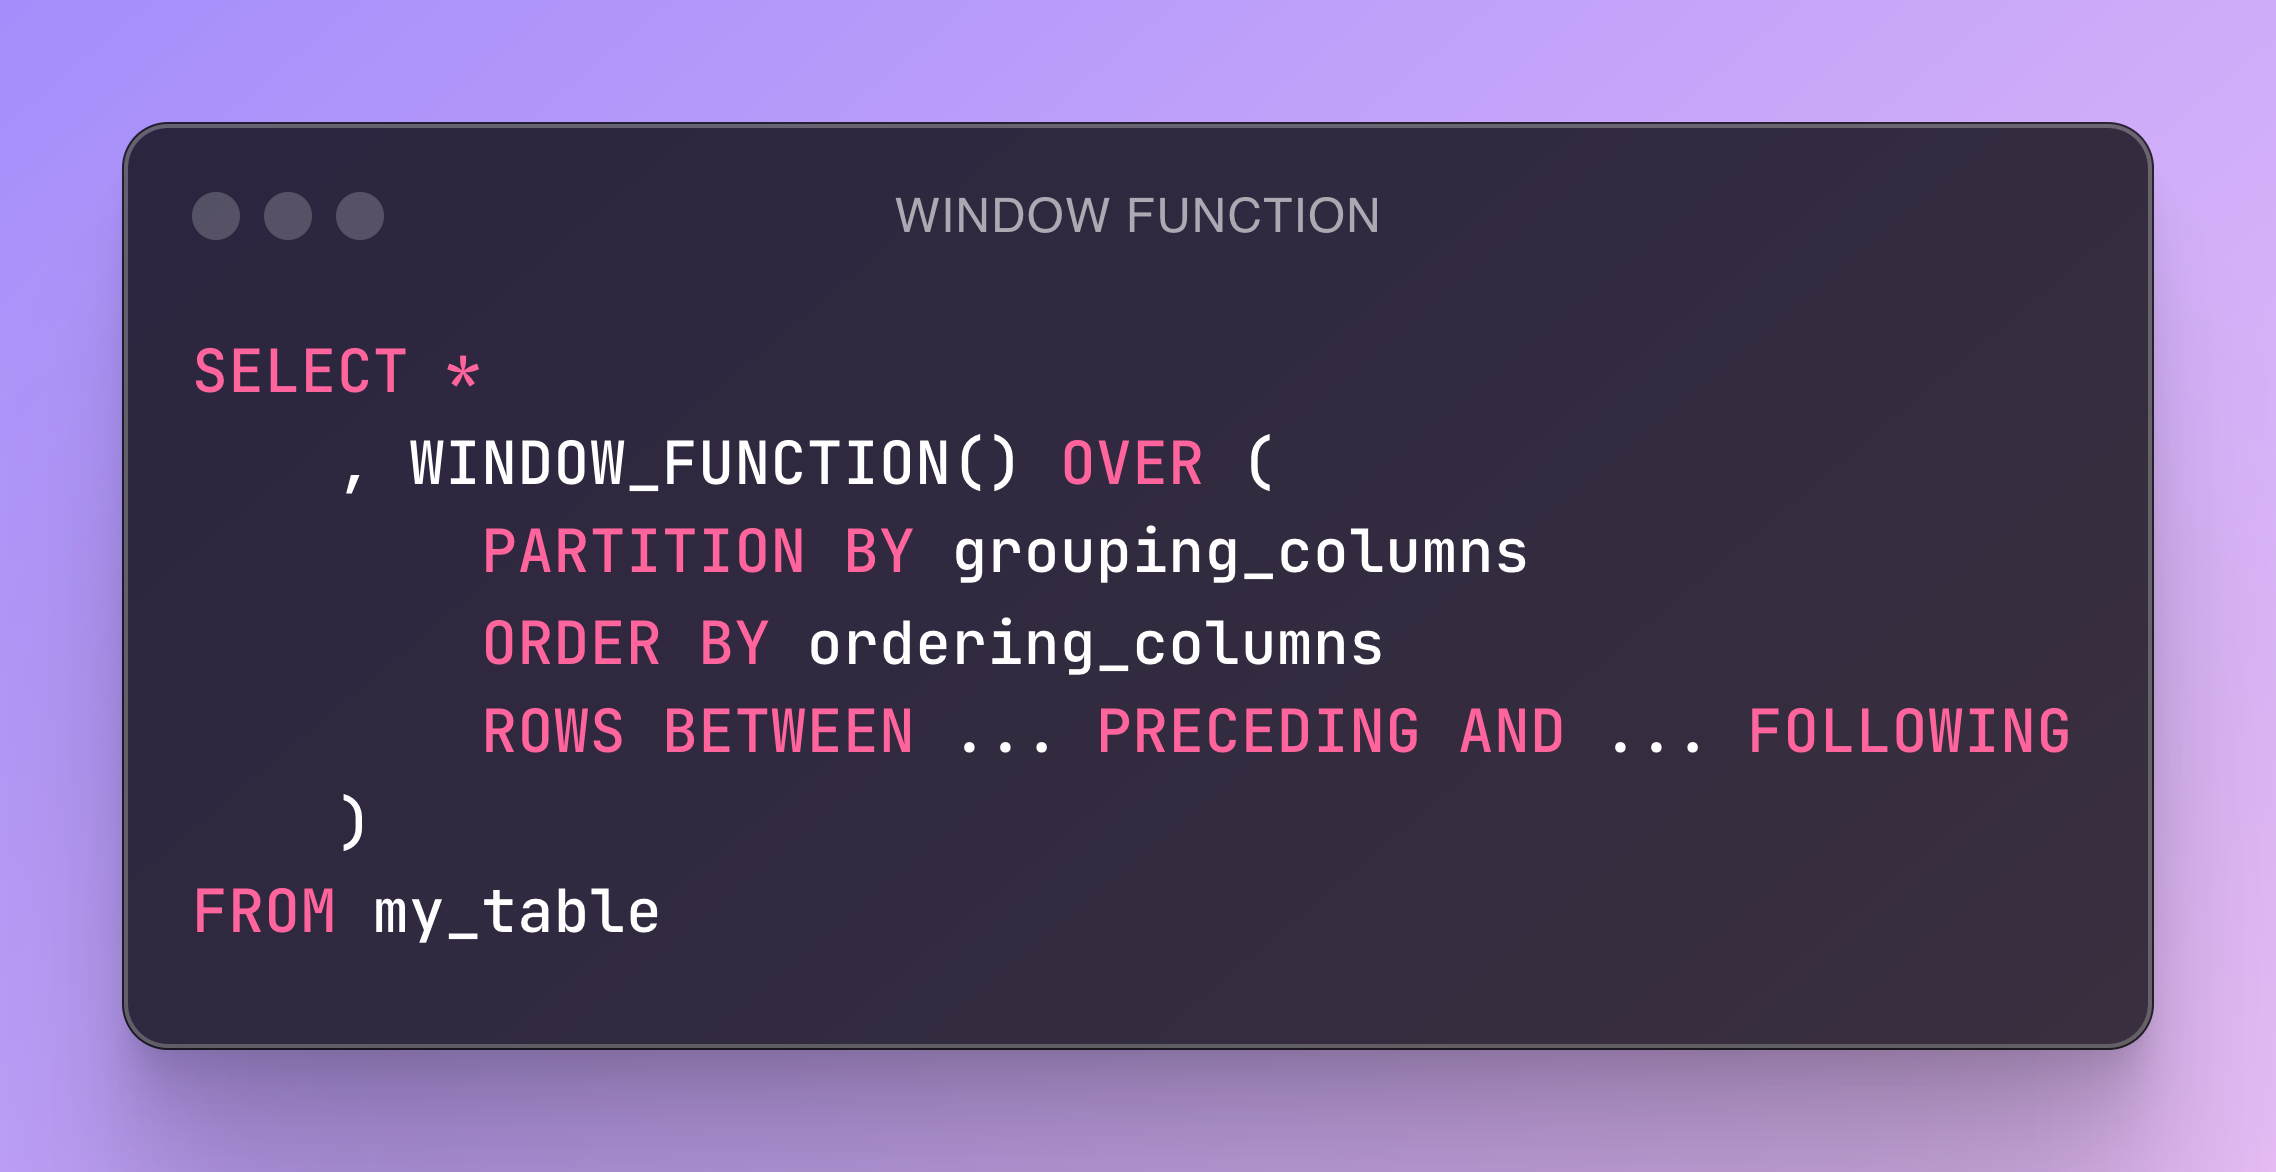 WINDOW FUNCTION
SELECT *
    , WINDOW_FUNCTION() OVER (
        PARTITION BY grouping_columns
        ORDER BY ordering_columns
        ROWS BETWEEN ... PRECEDING AND ... FOLLOWING
    )
FROM my_table